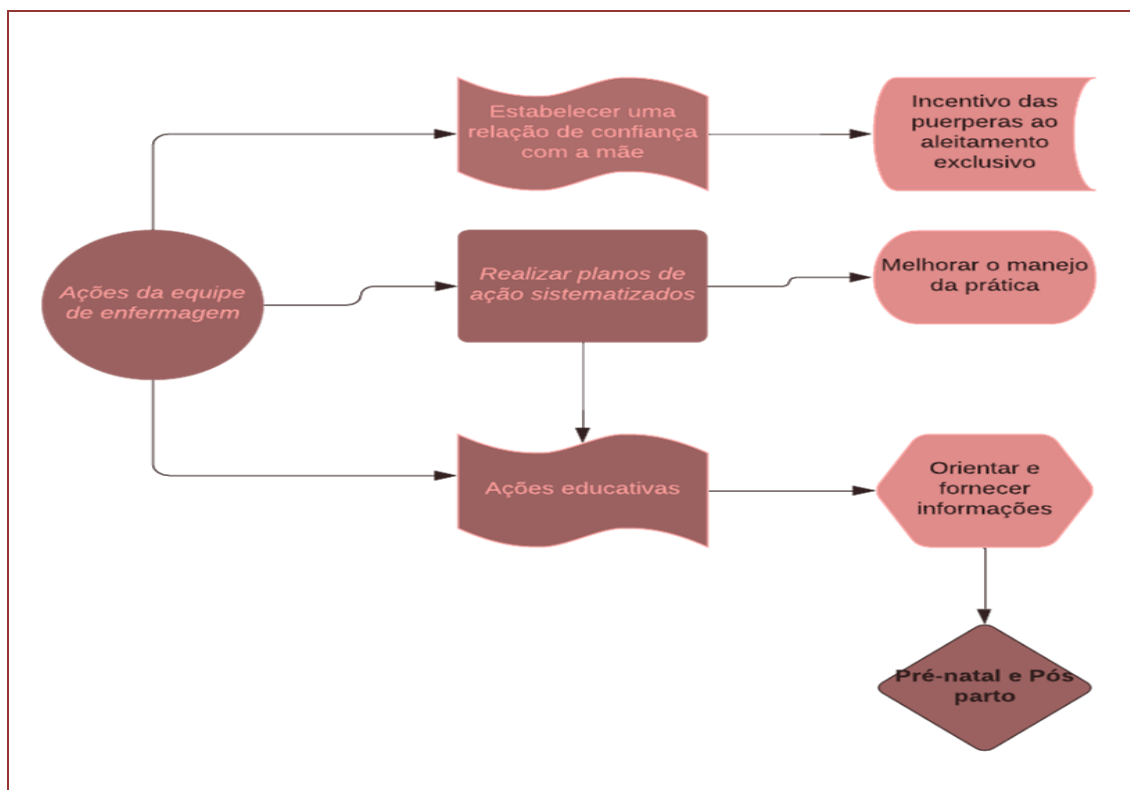 Estabelecer uma
relação de confiança
com a mãe
Incentivo das
puerperas ao
aleitamento
exclusivo
Ações da equipe
de enfermagem
Realizar planos de
ação sistematizados
Melhorar o manejo
da prática
Ações educativas
Orientar e
fornecer
informações
Pré-natal e Pós
parto